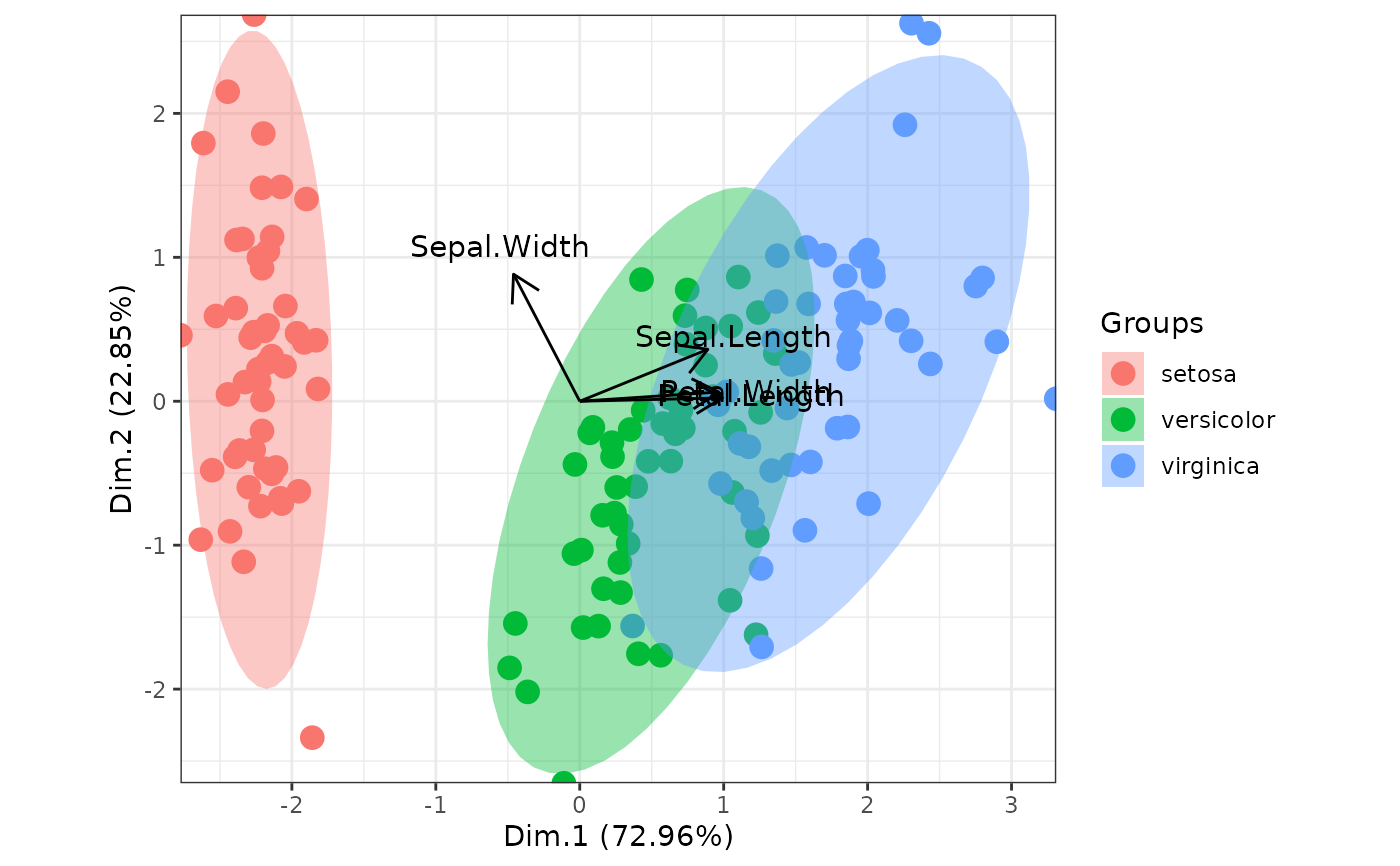 Dim.2 (22.85%)
2
1
0
-1
-2
Sepal.Width
Sepal.Length
Petal.Width
Petal.Length
-2
-1
0
1
2
3
Dim.1 (72.96%)
Groups
setosa
versicolor
virginica